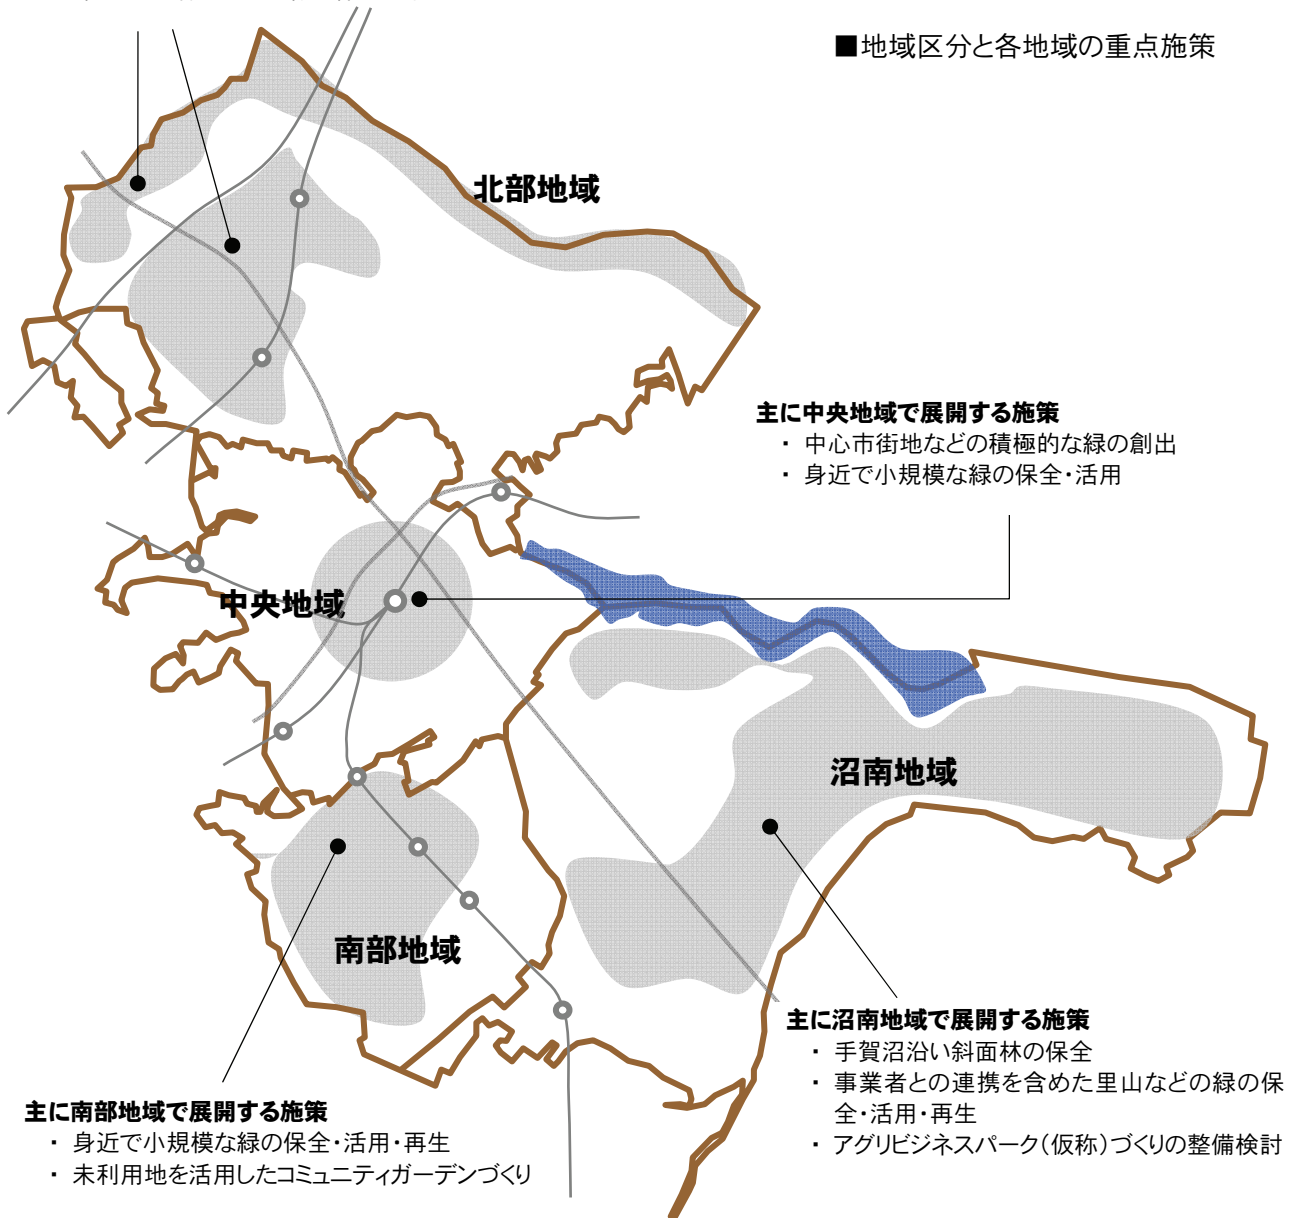 ■地域区分と各地域の重点施策
北部地域
主に中央地域で展開する施策
・ 中心市街地などの積極的な緑の創出
・ 身近で小規模な緑の保全・活用
中央地域
沼南地域
南部地域
主に沼南地域で展開する施策
・ 手賀沼沿い斜面林の保全
・ 事業者との連携を含めた里山などの緑の保
全・活用・再生
・ アグリビジネスパーク(仮称)づくりの整備検討
主に南部地域で展開する施策
・ 身近で小規模な緑の保全・活用・再生
・ 未利用地を活用したコミュニティガーデンづくり